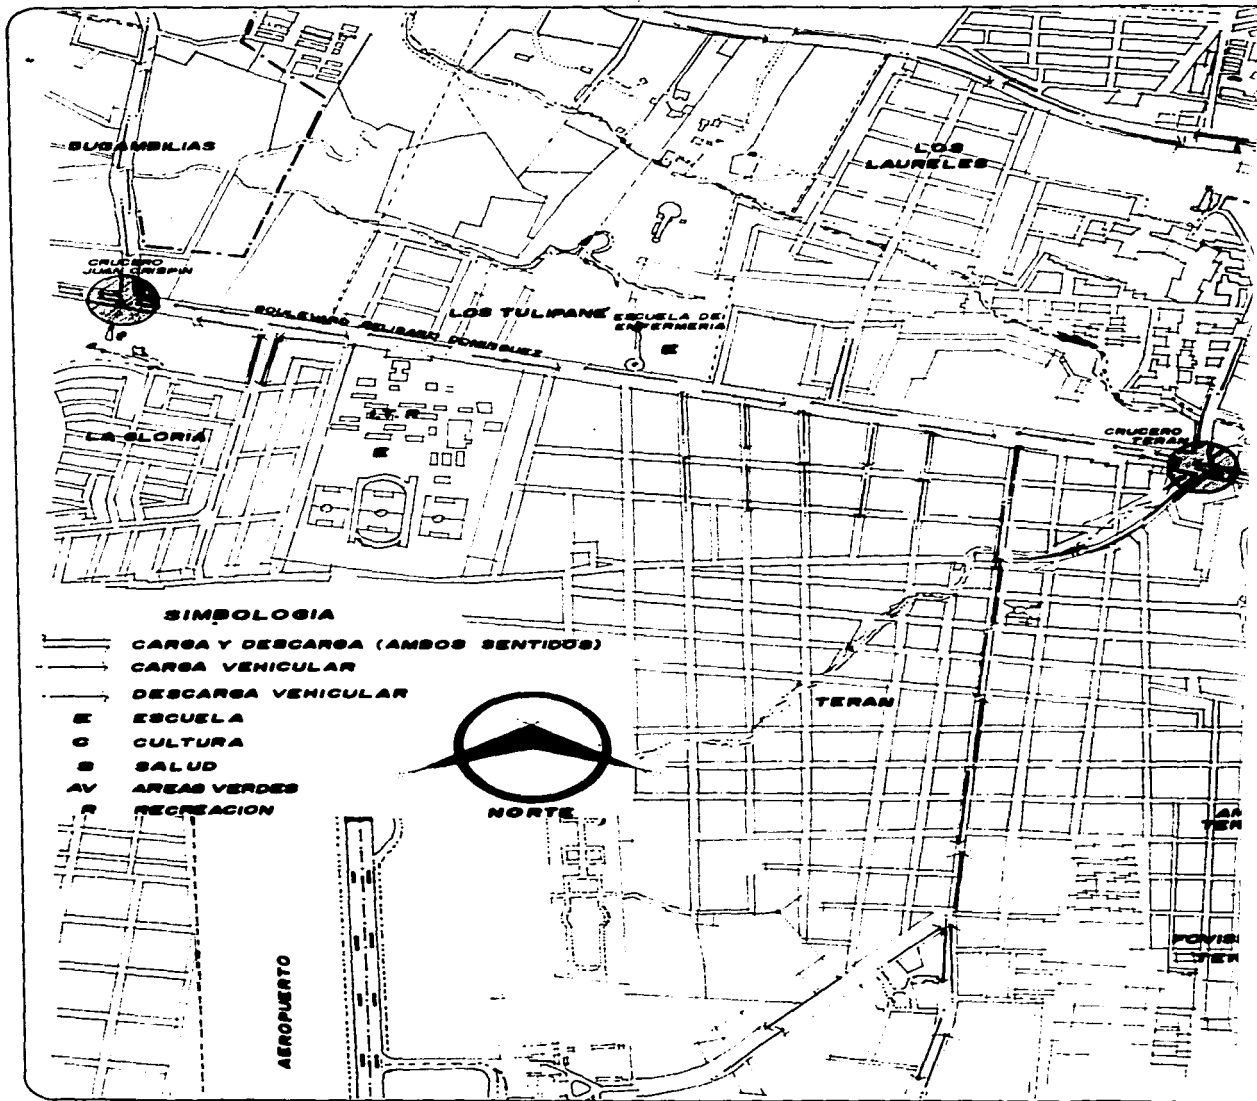 BUGAMBILIAS
LOS
LAURELES
CRUCERO
JUAN CRISPIN
BOULEVARD BELISARIO DOMINGUEZ
LOS TULIPANE
ESCUELA DE
ENFERMERIA
E
I.T.R.
E
LA GLORIA
CRUCERO
TERAN
SIMBOLOGIA
CARGA Y DESCARGA (AMBOS SENTIDOS)
CARGA VEHICULAR
DESCARGA VEHICULAR
E ESCUELA
C CULTURA
S SALUD
AV AREAS VERDES
R RECREACION
NORTE
TERAN
AEROPUERTO